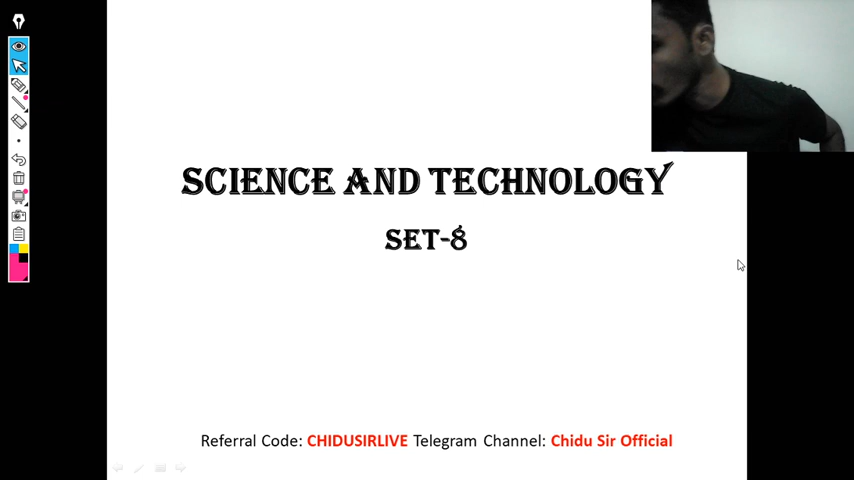 SCIENCE AND TECHNOLOGY
SET-8
Referral Code: CHIDUSIRLIVE Telegram Channel: Chidu Sir Official